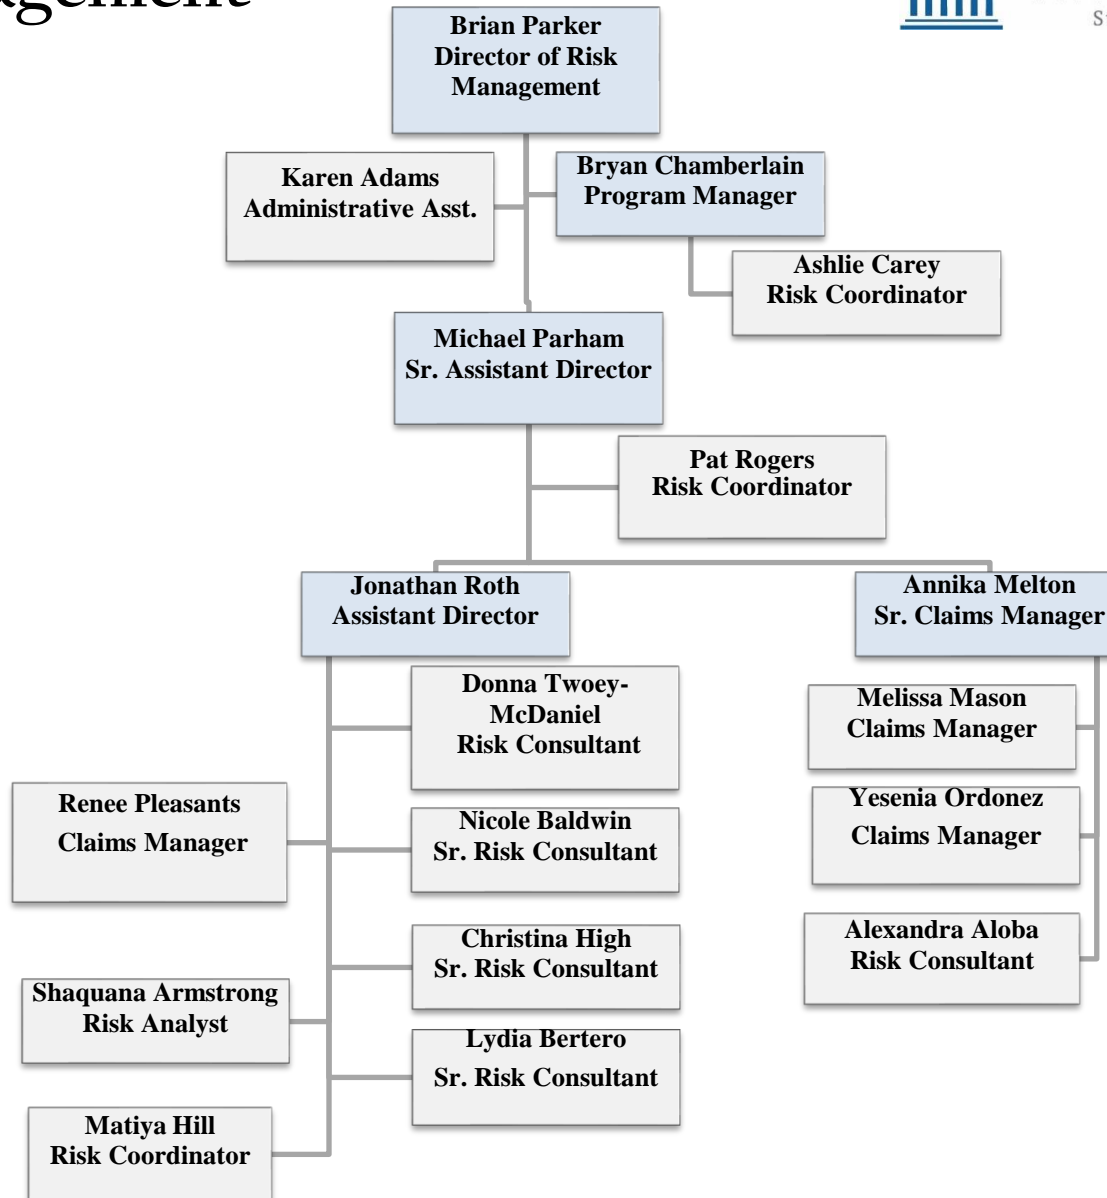 Brian Parker
Director of Risk
Management
Karen Adams
Administrative Asst.
Bryan Chamberlain
Program Manager
Ashlie Carey
Risk Coordinator
Michael Parham
Sr. Assistant Director
Pat Rogers
Risk Coordinator
Jonathan Roth
Assistant Director
Annika Melton
Sr. Claims Manager
Donna Twoey-
McDaniel
Risk Consultant
Melissa Mason
Claims Manager
Renee Pleasants
Claims Manager
Nicole Baldwin
Sr. Risk Consultant
Yesenia Ordonez
Claims Manager
Christina High
Sr. Risk Consultant
Alexandra Aloba
Risk Consultant
Shaquana Armstrong
Risk Analyst
Lydia Bertero
Sr. Risk Consultant
Matiya Hill
Risk Coordinator